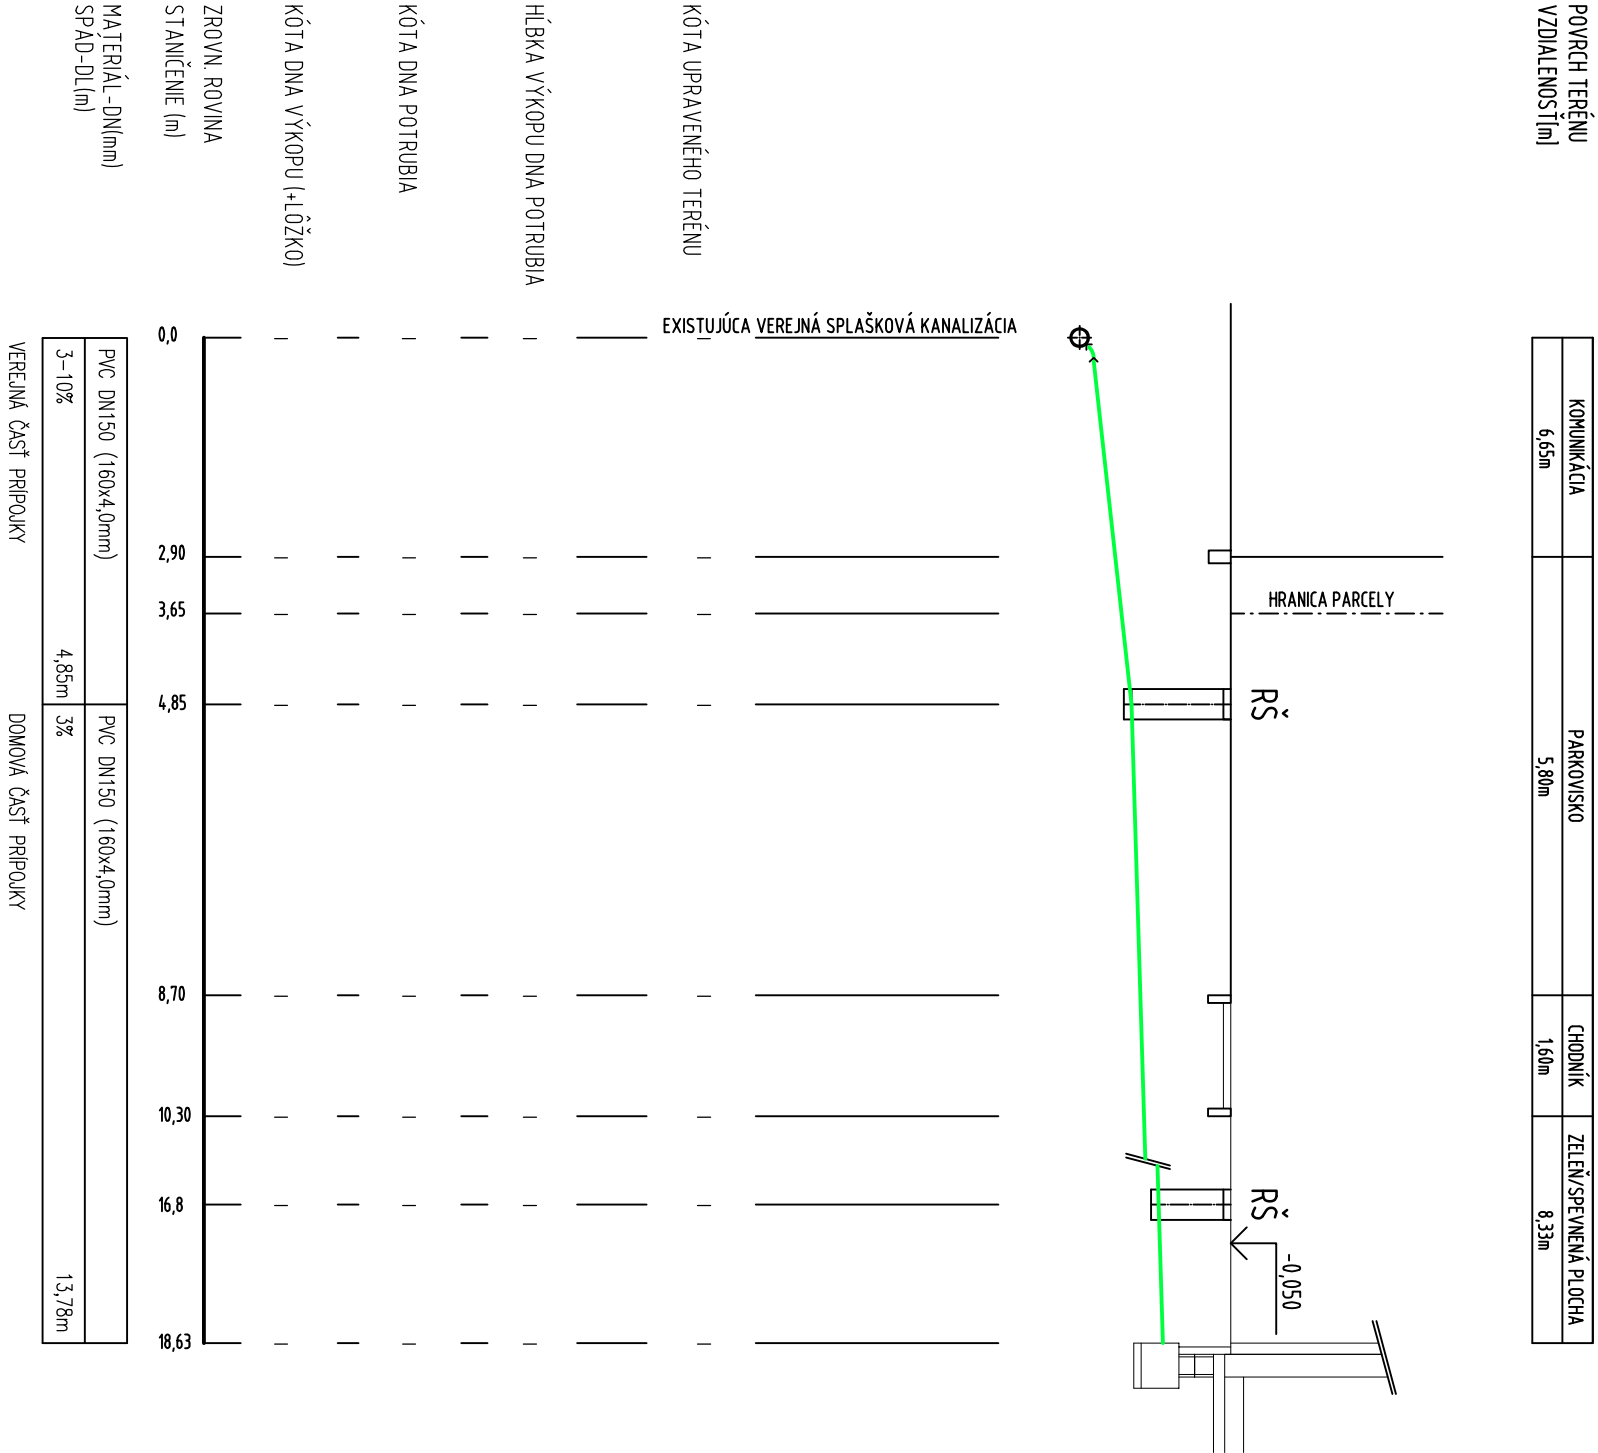 POVRCH TERÉNU
VZDIALENOSŤ[m]
KOMUNIKÁCIA
6,65m
PARKOVISKO
5,80m
CHODNÍK
1,60m
ZELEŇ/SPEVNENÁ PLOCHA
8,33m
HRANICA PARCELY
RŠ
RŠ
-0,050
EXISTUJÚCA VEREJNÁ SPLAŠKOVÁ KANALIZÁCIA
KÓTA UPRAVENÉHO TERÉNU
HĹBKA VÝKOPU DNA POTRUBIA
KÓTA DNA POTRUBIA
KÓTA DNA VÝKOPU (+LÔŽKO)
ZROVN. ROVINA
STANIČENIE (m)
0,0
2,90
3,65
4,85
8,70
10,30
16,8
18,63
MATERIÁL-DN(mm)
SPÁD-DL(m)
PVC DN150 (160x4,0mm)
3-10%
4,85m
PVC DN150 (160x4,0mm)
3%
13,78m
VEREJNÁ ČASŤ PRÍPOJKY
DOMOVÁ ČASŤ PRÍPOJKY